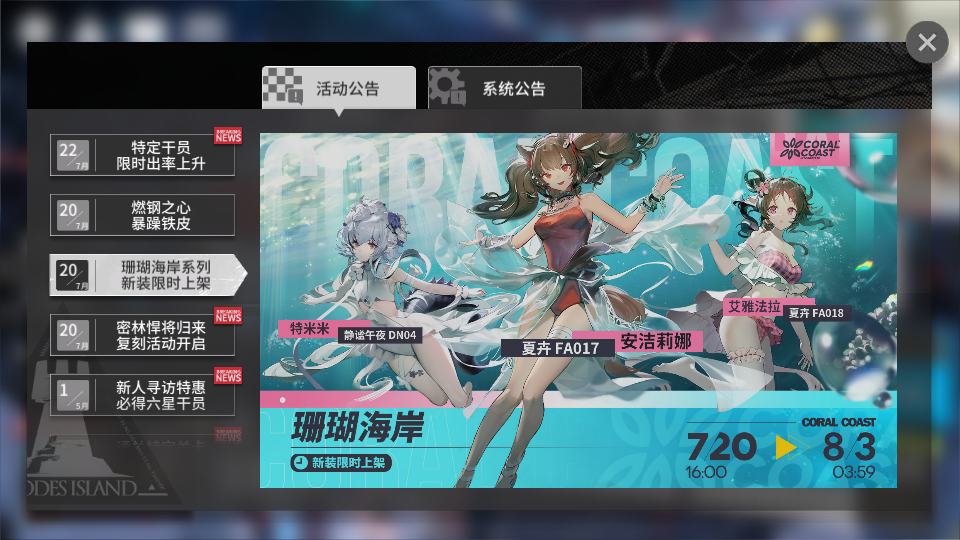 活动公告
系统公告
22
7月
特定干员
限时出率上升
BREAKING
NEWS
20
7月
燃钢之心
暴躁铁皮
20
7月
珊瑚海岸系列
新装限时上架
20
7月
密林悍将归来
复刻活动开启
BREAKING
NEWS
1
5月
新人寻访特惠
必得六星干员
BREAKING
NEWS
RHODES ISLAND
CORAL COAST
CORAL
COAST
特米米
静谧午夜 DN04
夏卉 FA017
安洁莉娜
艾雅法拉
夏卉 FA018
珊瑚海岸
新装限时上架
CORAL COAST
720
8/3
16:00
03:59